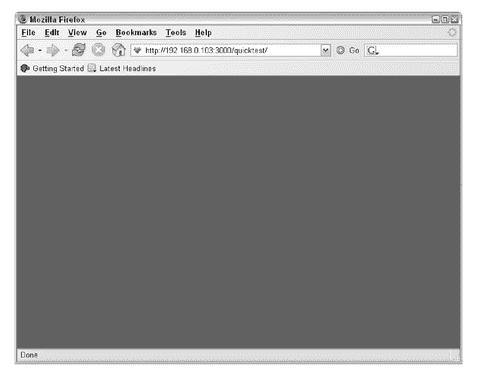 Mozilla Firefox
File Edit View Go Bookmarks Tools Help
http://192.168.0.103:3000/quicktest/ Go G
Getting Started Latest Headlines
Done